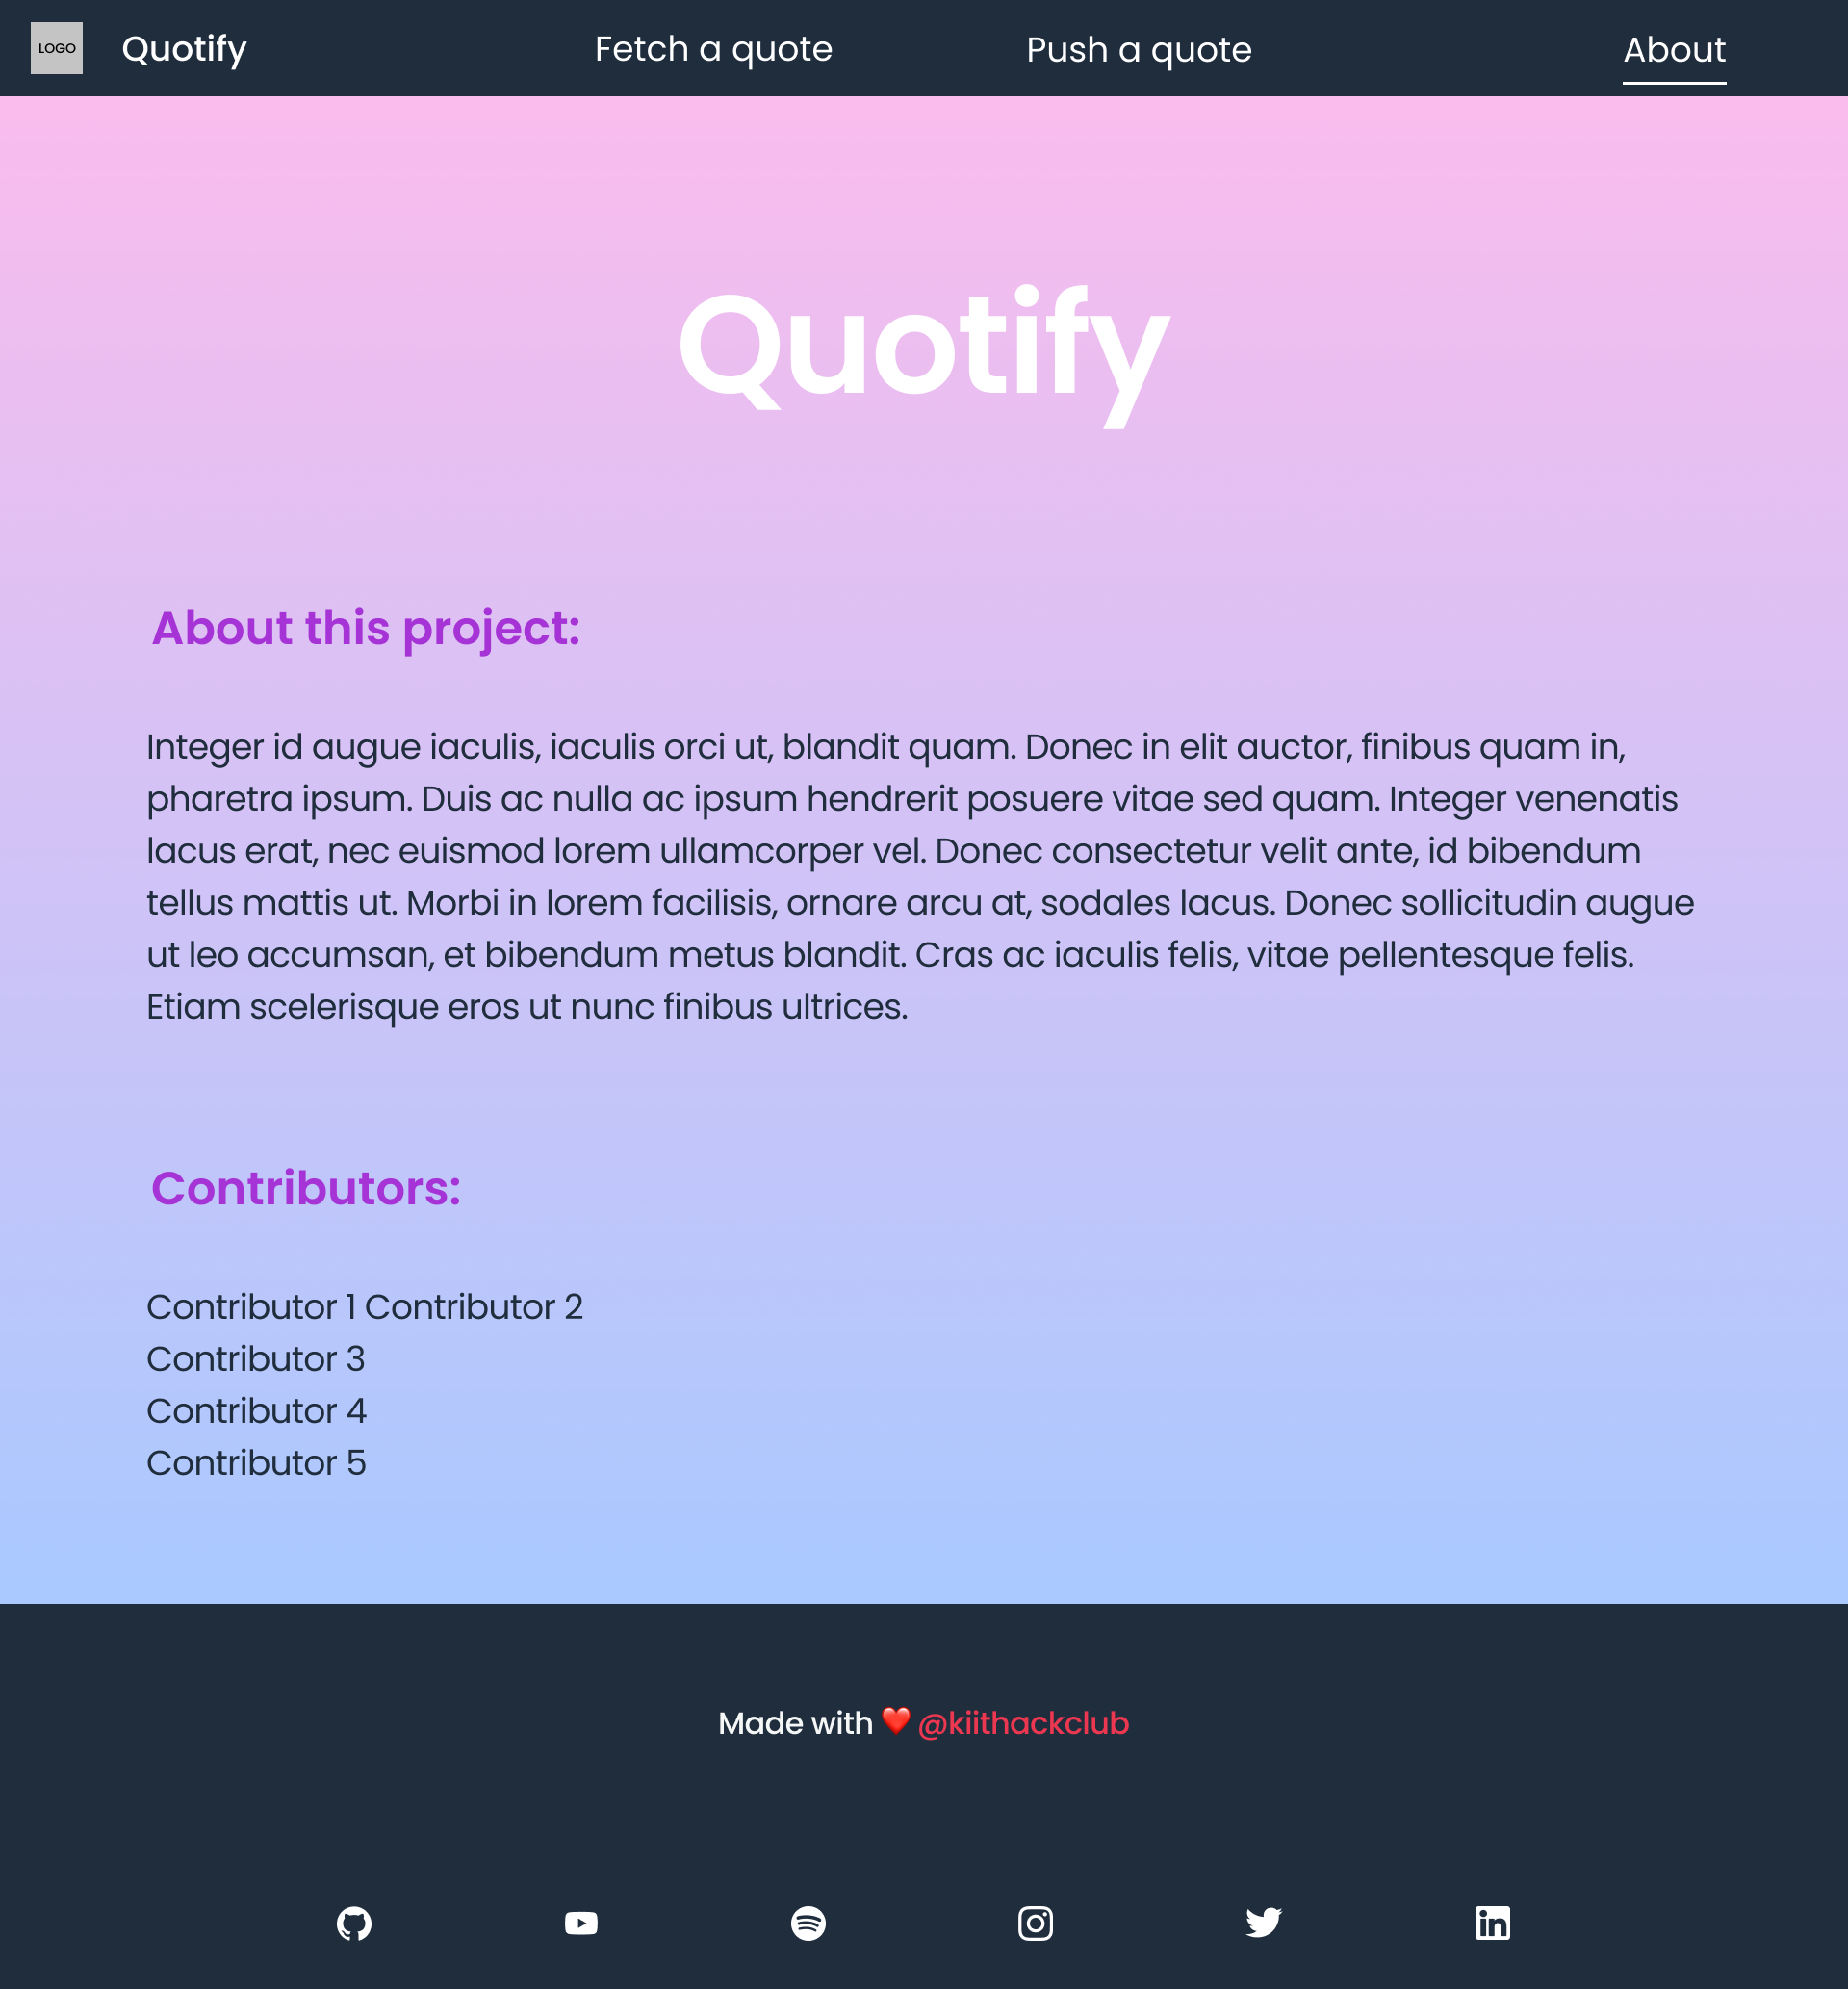 LOGO Quotify Fetch a quote Push a quote About
Quotify
About this project:
Integer id augue iaculis, iaculis orci ut, blandit quam. Donec in elit auctor, finibus quam in,
pharetra ipsum. Duis ac nulla ac ipsum hendrerit posuere vitae sed quam. Integer venenatis
lacus erat, nec euismod lorem ullamcorper vel. Donec consectetur velit ante, id bibendum
tellus mattis ut. Morbi in lorem facilisis, ornare arcu at, sodales lacus. Donec sollicitudin augue
ut leo accumsan, et bibendum metus blandit. Cras ac iaculis felis, vitae pellentesque felis.
Etiam scelerisque eros ut nunc finibus ultrices.
Contributors:
Contributor 1 Contributor 2
Contributor 3
Contributor 4
Contributor 5
Made with ❤️ @kiithackclub